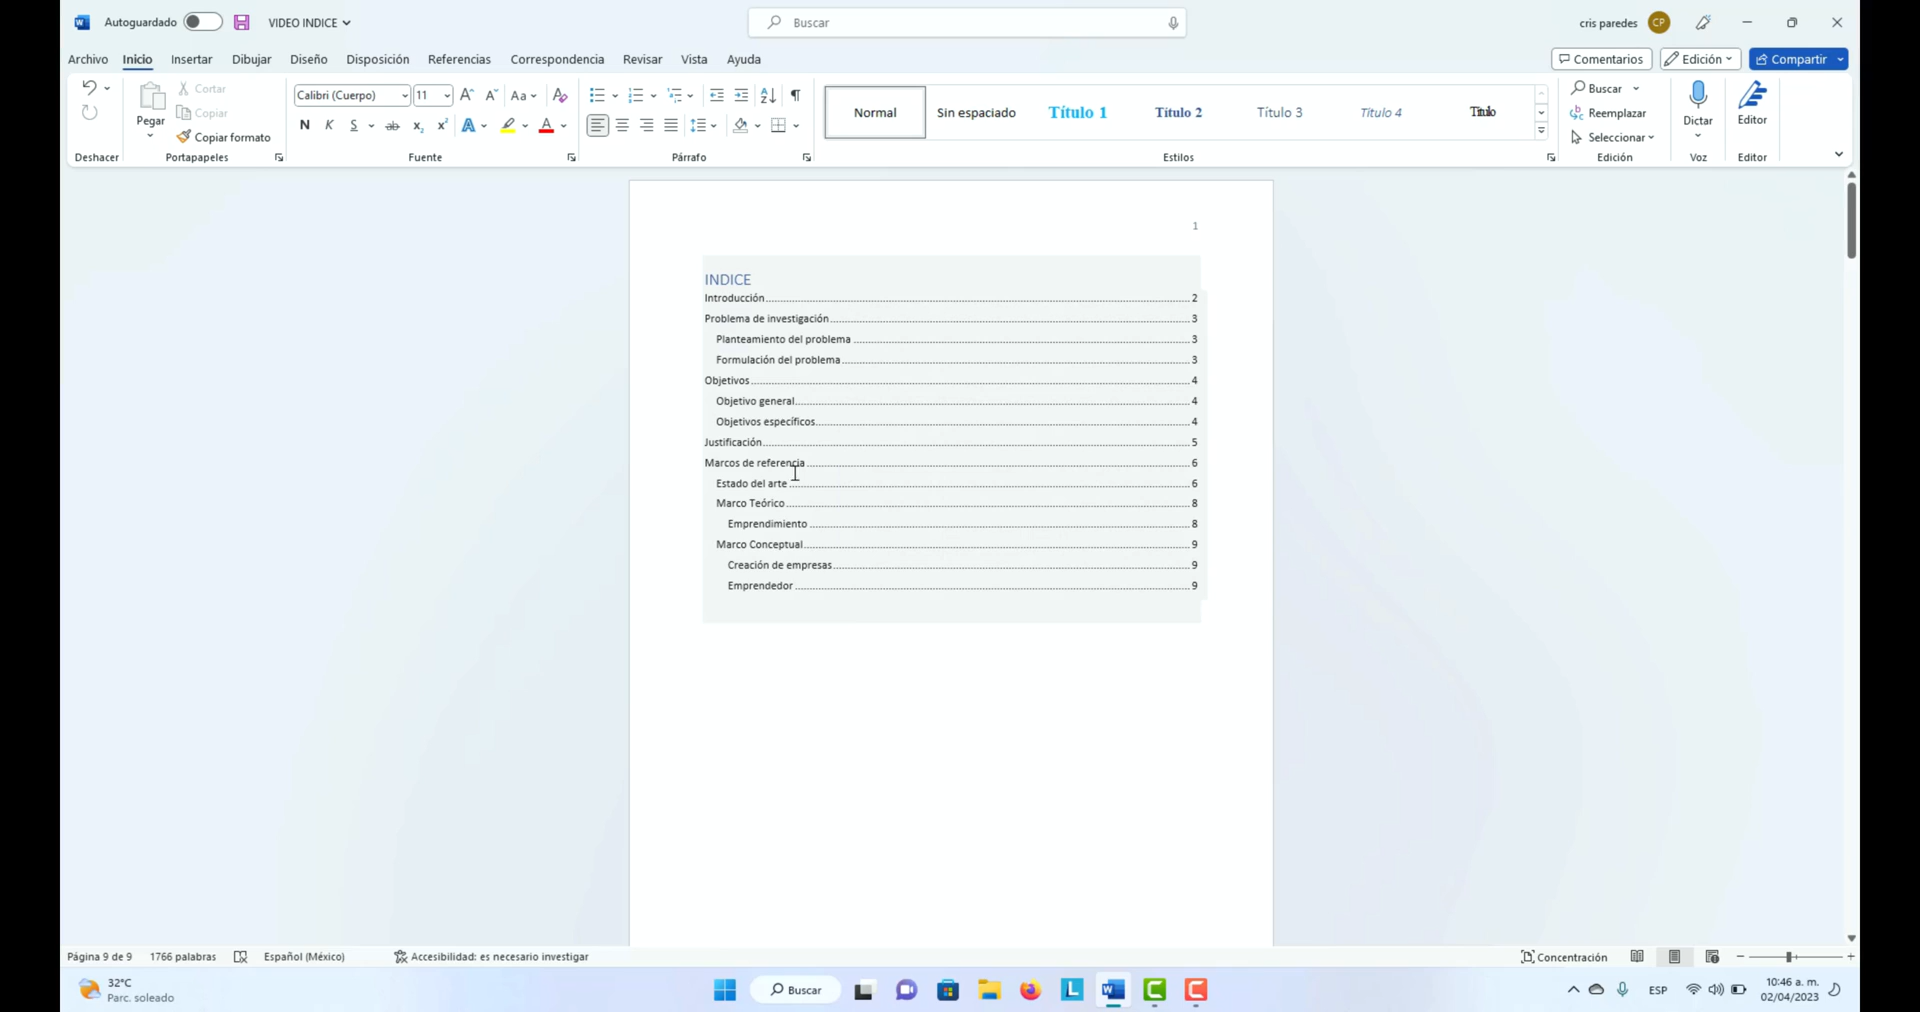 Autoguardado
VIDEO INDICE
Buscar
cris paredes
CP
Archivo
Inicio
Insertar
Dibujar
Diseño
Disposición
Referencias
Correspondencia
Revisar
Vista
Ayuda
Comentarios
Edición
Compartir
Pegar
Cortar
Copiar
Copiar formato
Calibri (Cuerpo)
11
Aa
N K S ab x₂ x²
Normal
Sin espaciado
Título 1
Título 2
Título 3
Título 4
Título
Buscar
Reemplazar
Seleccionar
Dictar
Editor
Deshacer
Portapapeles
Fuente
Párrafo
Estilos
Edición
Voz
Editor
1
INDICE
Introducción 2
Problema de investigación 3
Planteamiento del problema 3
Formulación del problema 3
Objetivos 4
Objetivo general 4
Objetivos específicos 4
Justificación 5
Marcos de referencia 6
Estado del arte 6
Marco Teórico 8
Emprendimiento 8
Marco Conceptual 9
Creación de empresas 9
Emprendedor 9
Página 9 de 9
1766 palabras
Español (México)
Accesibilidad: es necesario investigar
Concentración
32°C
Parc. soleado
Buscar
ESP
10:46 a. m.
02/04/2023